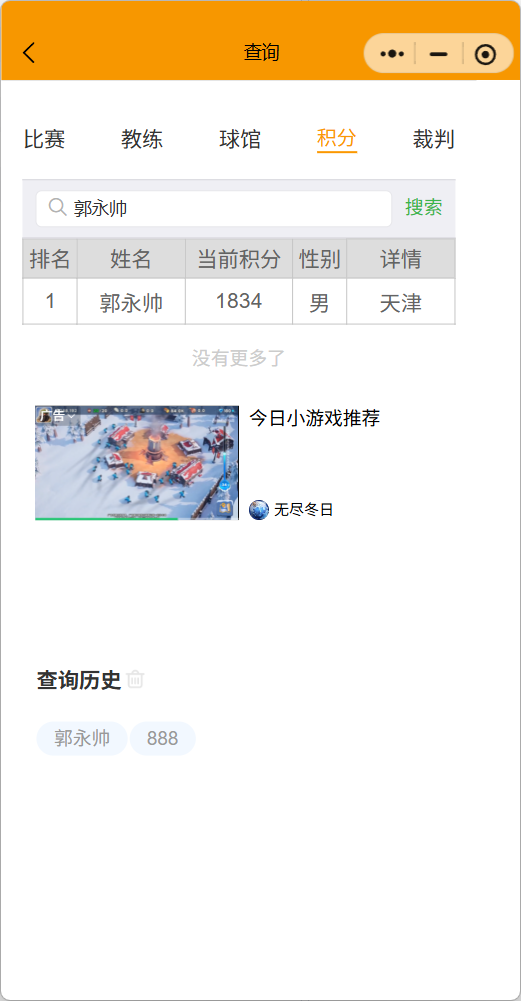 查询
比赛 教练 球馆 积分 裁判
郭永帅 搜索
排名 姓名 当前积分 性别 详情
1 郭永帅 1834 男 天津
没有更多了
广告
今日小游戏推荐
无尽冬日
查询历史
郭永帅 888